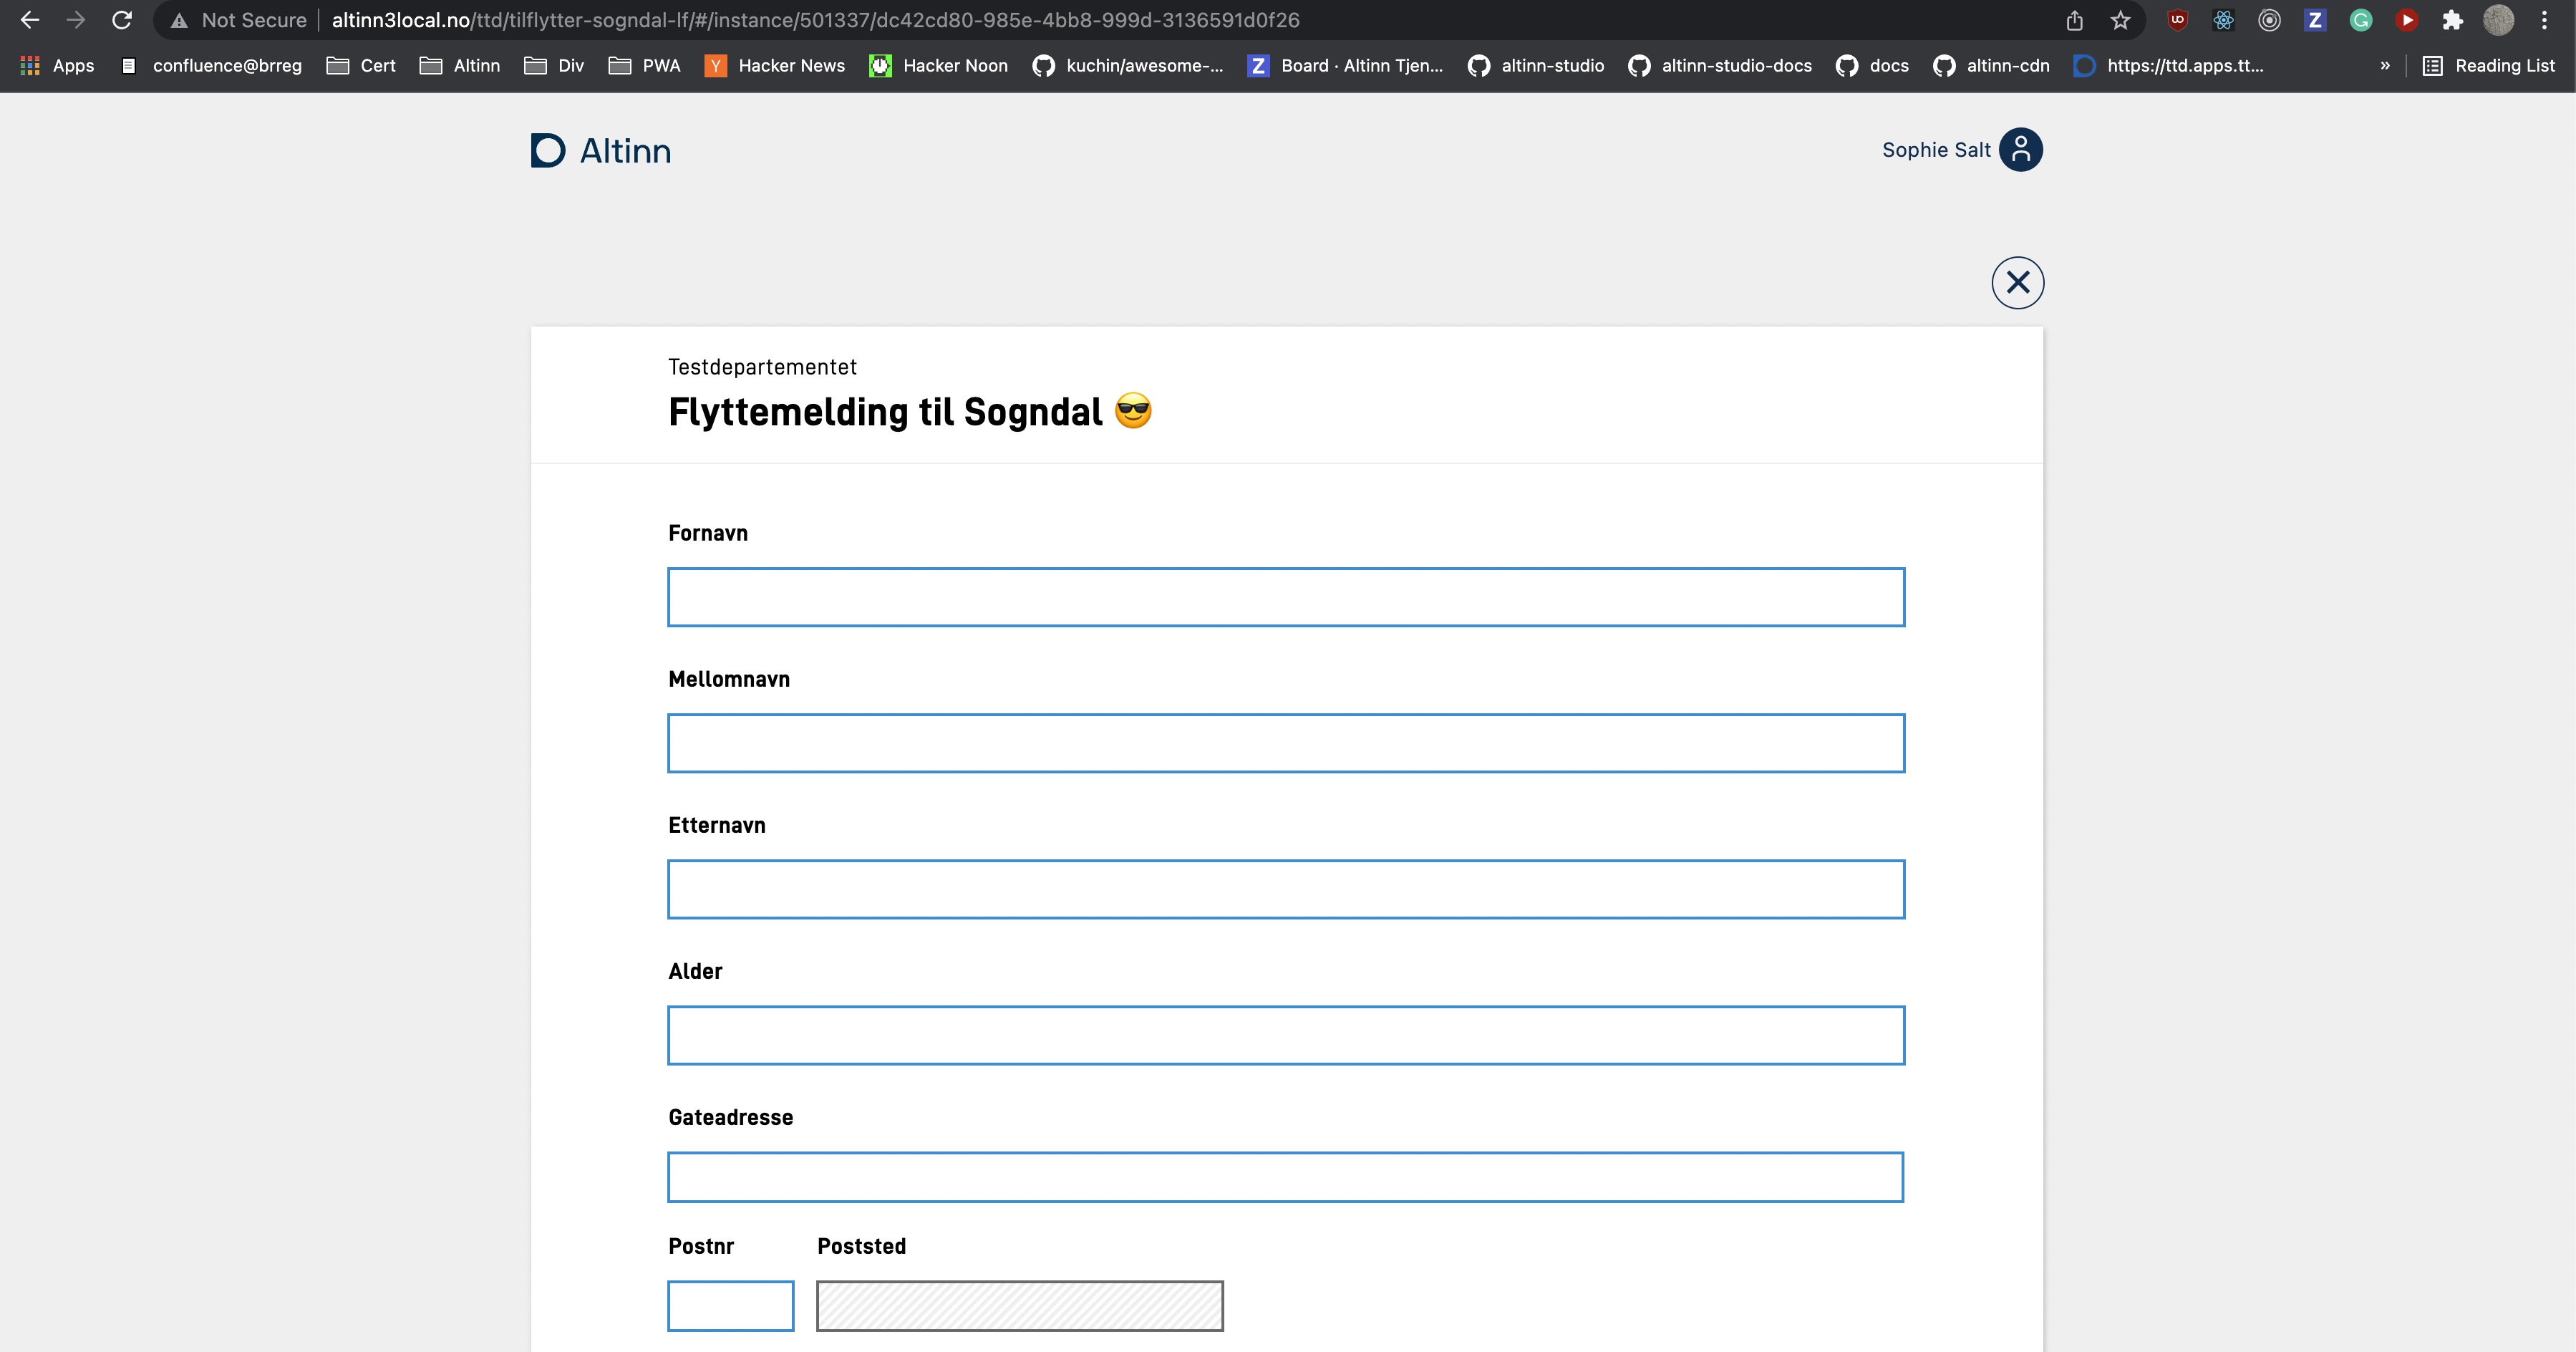 Not Secure altinn3local.no/ttd/tilflytter-sogndal-lf/#/instance/501337/dc42cd80-985e-4bb8-999d-3136591d0f26
Apps confluence@brreg Cert Altinn Div PWA Hacker News Hacker Noon kuchin/awesome-... Board · Altinn Tjen... altinn-studio altinn-studio-docs docs altinn-cdn https://ttd.apps.tt... » Reading List
Altinn
Sophie Salt
Testdepartementet
Flyttemelding til Sogndal 😎
Fornavn
Mellomnavn
Etternavn
Alder
Gateadresse
Postnr Poststed